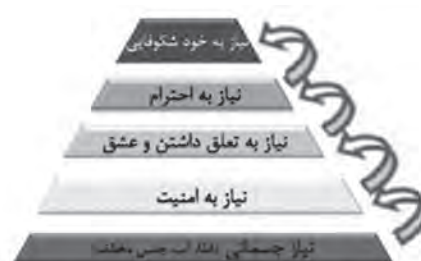 نیاز به خود شکوفایی
نیاز به احترام
نیاز به تعلق داشتن و عشق
نیاز به امنیت
نیاز جسمانی